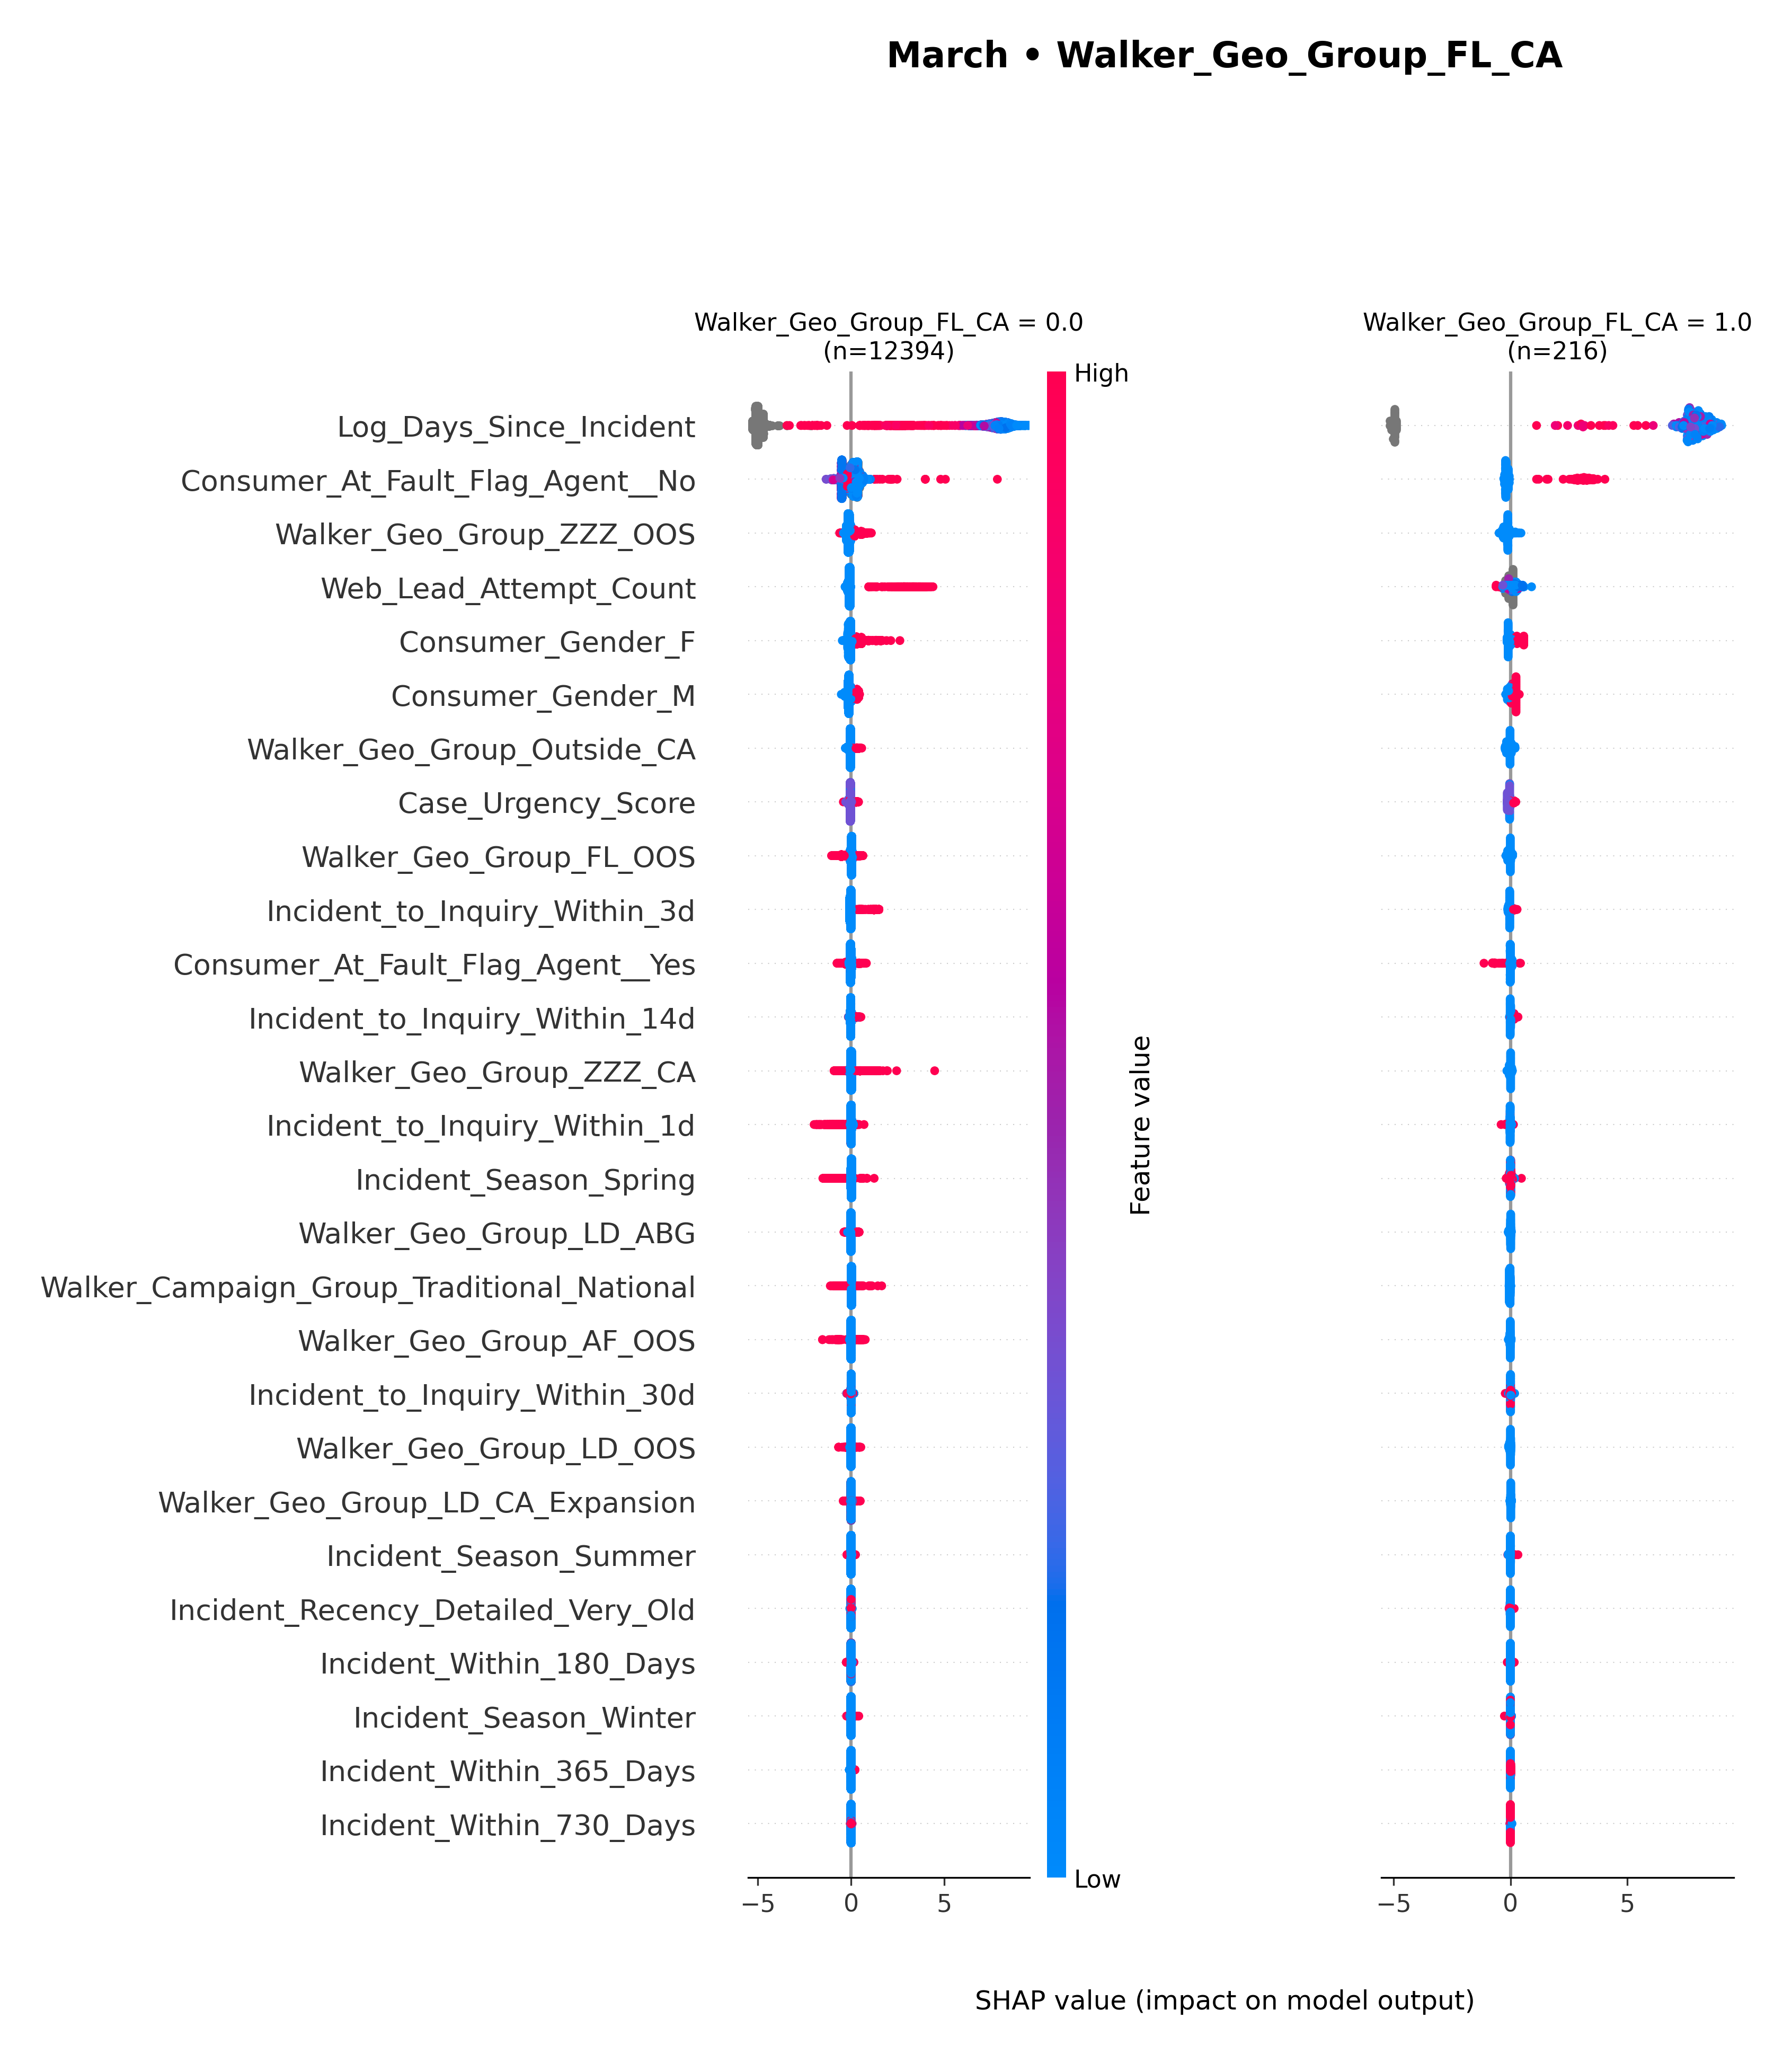 March • Walker_Geo_Group_FL_CA
Walker_Geo_Group_FL_CA = 0.0
(n=12394)
Walker_Geo_Group_FL_CA = 1.0
(n=216)
High
Log_Days_Since_Incident
Consumer_At_Fault_Flag_Agent__No
Walker_Geo_Group_ZZZ_OOS
Web_Lead_Attempt_Count
Consumer_Gender_F
Consumer_Gender_M
Walker_Geo_Group_Outside_CA
Case_Urgency_Score
Walker_Geo_Group_FL_OOS
Incident_to_Inquiry_Within_3d
Consumer_At_Fault_Flag_Agent__Yes
Incident_to_Inquiry_Within_14d
Walker_Geo_Group_ZZZ_CA
Incident_to_Inquiry_Within_1d
Incident_Season_Spring
Walker_Geo_Group_LD_ABG
Walker_Campaign_Group_Traditional_National
Walker_Geo_Group_AF_OOS
Incident_to_Inquiry_Within_30d
Walker_Geo_Group_LD_OOS
Walker_Geo_Group_LD_CA_Expansion
Incident_Season_Summer
Incident_Recency_Detailed_Very_Old
Incident_Within_180_Days
Incident_Season_Winter
Incident_Within_365_Days
Incident_Within_730_Days
Feature value
Low
−5 0 5
−5 0 5
SHAP value (impact on model output)